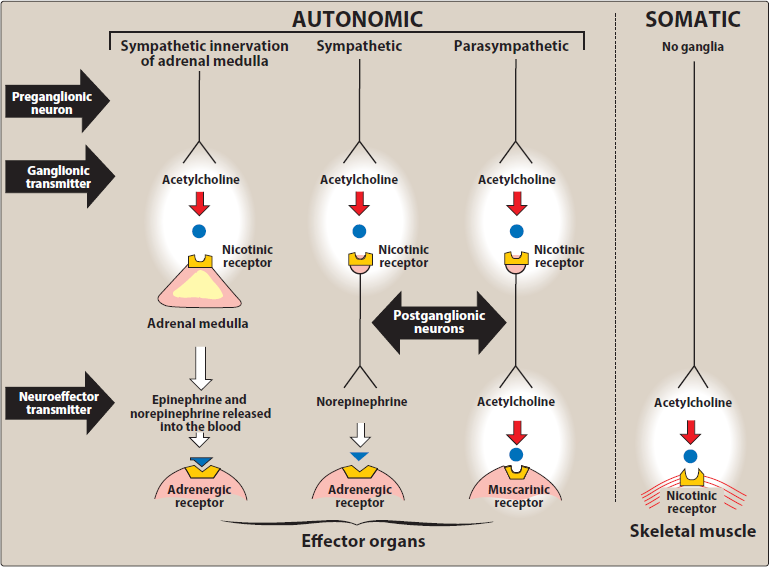 AUTONOMIC
SOMATIC
Sympathetic innervation
of adrenal medulla
Sympathetic
Parasympathetic
No ganglia
Preganglionic
neuron
Ganglionic
transmitter
Acetylcholine
Acetylcholine
Acetylcholine
Nicotinic
receptor
Nicotinic
receptor
Nicotinic
receptor
Adrenal medulla
Postganglionic
neurons
Neuroeffector
transmitter
Epinephrine and
norepinephrine released
into the blood
Norepinephrine
Acetylcholine
Acetylcholine
Adrenergic
receptor
Adrenergic
receptor
Muscarinic
receptor
Nicotinic
receptor
Effector organs
Skeletal muscle